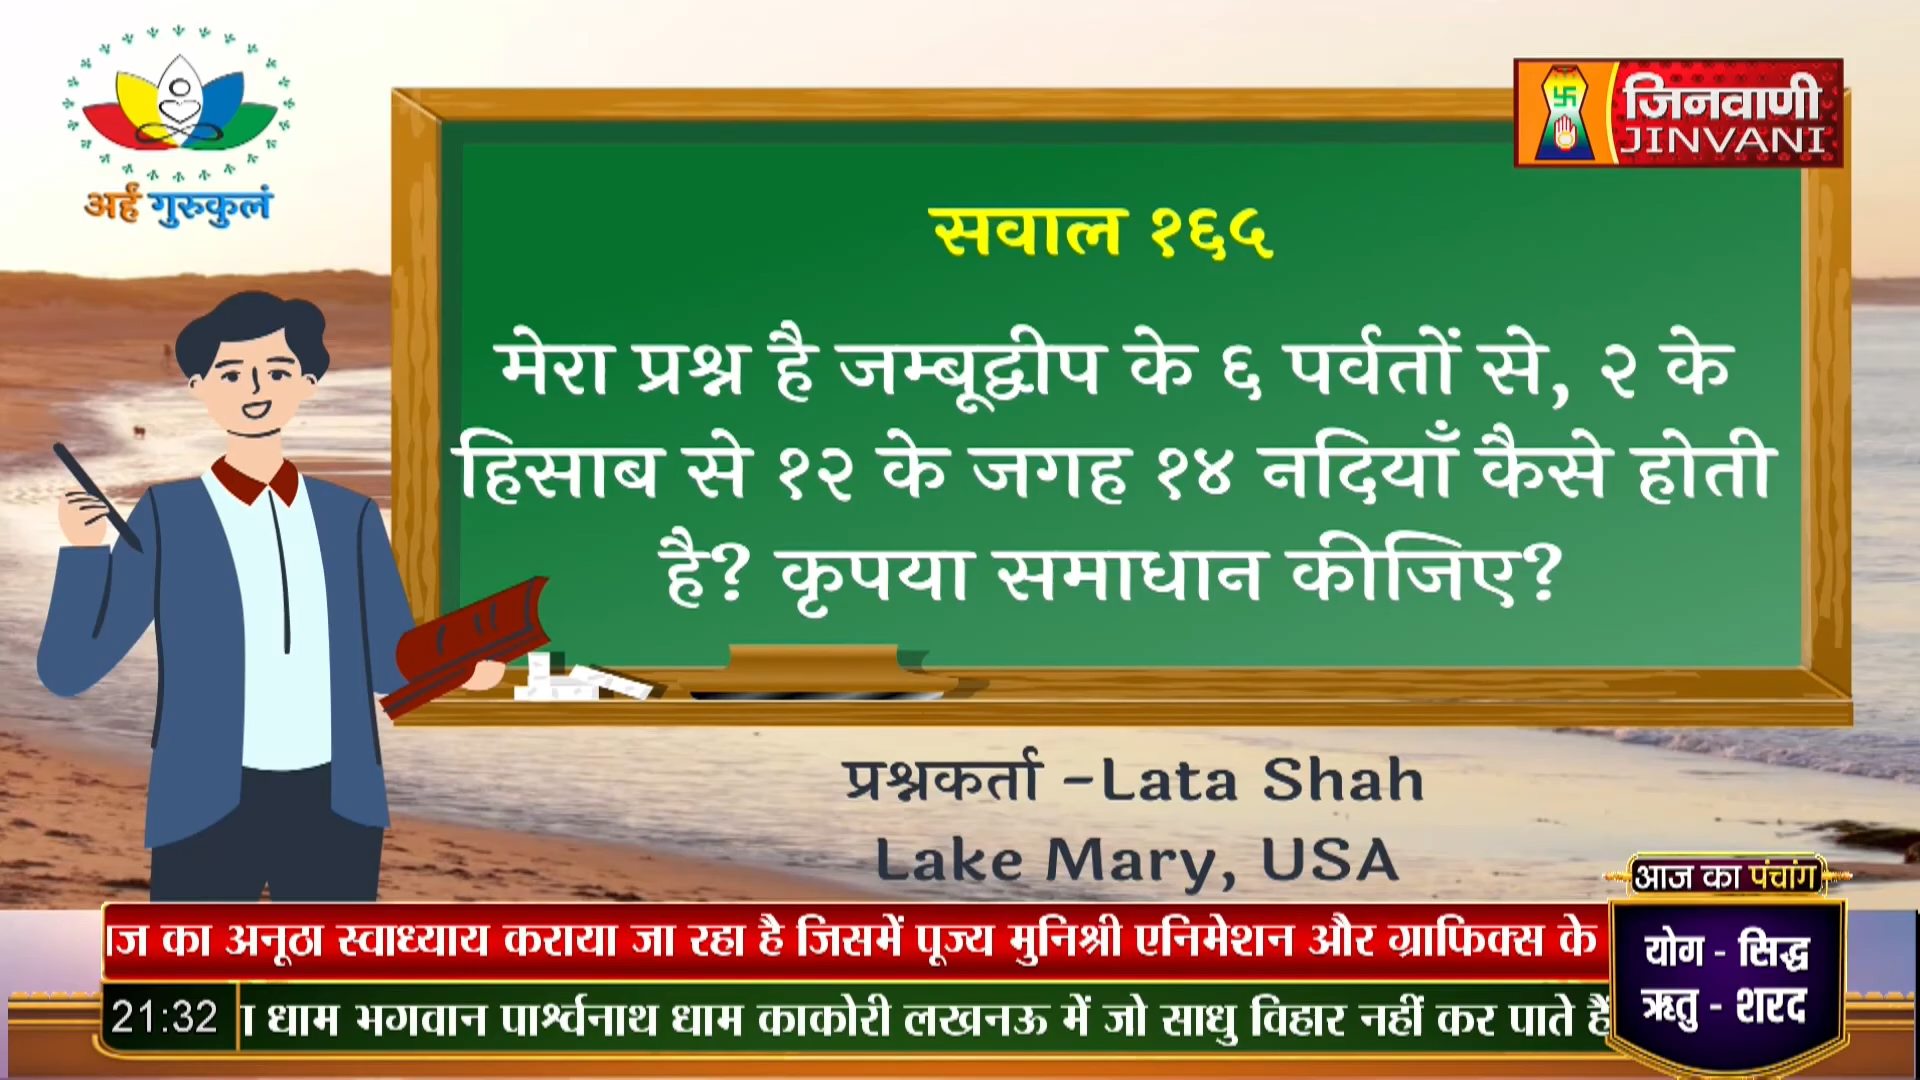 अर्हं गुरुकुलं
जिनवाणी
JINVANI
सवाल १६५
मेरा प्रश्न है जम्बूद्वीप के ६ पर्वतों से, २ के
हिसाब से १२ के जगह १४ नदियाँ कैसे होती
है? कृपया समाधान कीजिए?
प्रश्नकर्ता –Lata Shah
Lake Mary, USA
आज का पंचांग
योग - सिद्ध
ऋतु - शरद
का अनूठा स्वाध्याय कराया जा रहा है जिसमें पूज्य मुनिश्री एनिमेशन और ग्राफिक्स के
21:32
धाम भगवान पार्श्वनाथ धाम काकोरी लखनऊ में जो साधु विहार नहीं कर पाते हैं